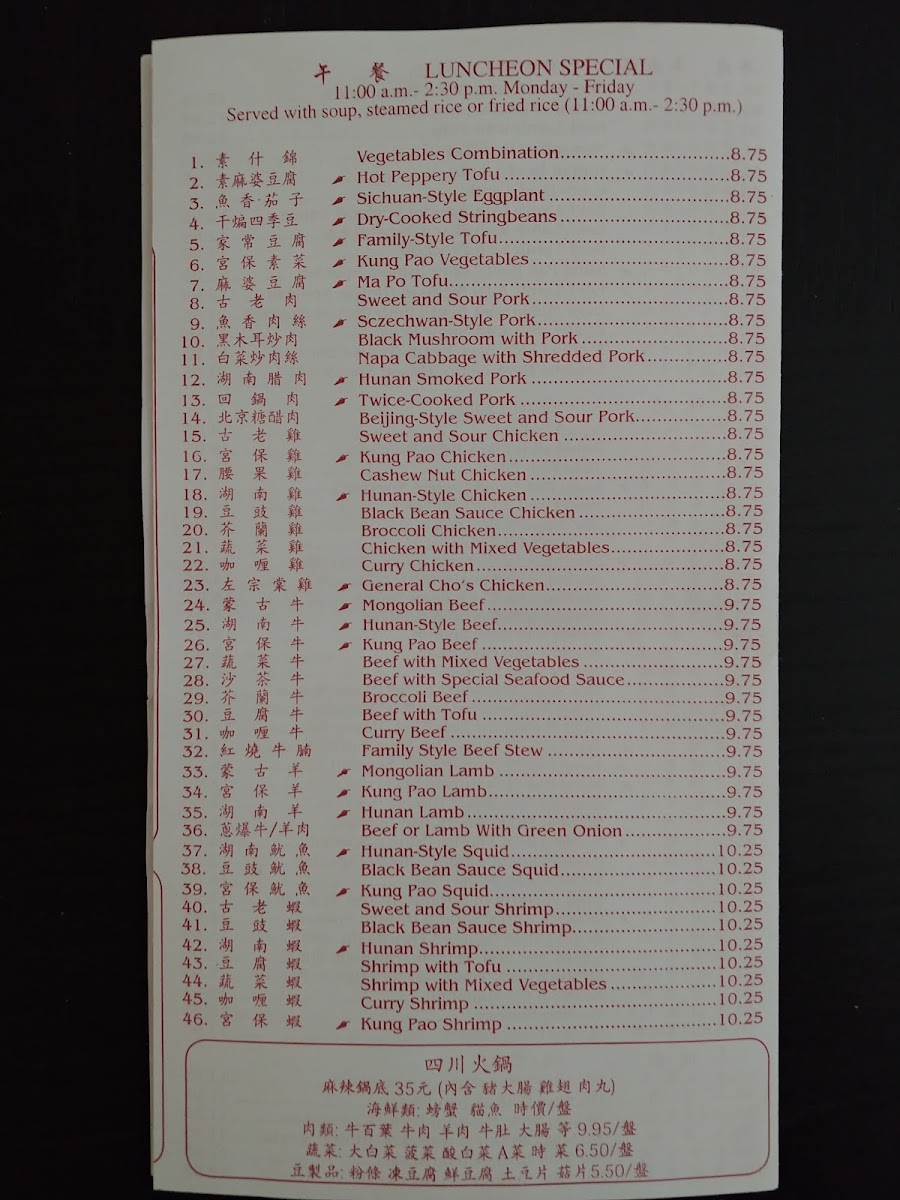 午 餐 LUNCHEON SPECIAL
11:00 a.m.- 2:30 p.m. Monday - Friday
Served with soup, steamed rice or fried rice (11:00 a.m.- 2:30 p.m.)
1. 素 什 錦 Vegetables Combination..............................8.75
2. 素麻婆豆腐 Hot Peppery Tofu ........................................8.75
3. 魚 香 茄 子 Sichuan-Style Eggplant ................................8.75
4. 干煸四季豆 Dry-Cooked Stringbeans ..............................8.75
5. 家 常 豆 腐 Family-Style Tofu.........................................8.75
6. 宮 保 素 菜 Kung Pao Vegetables ...................................8.75
7. 麻 婆 豆 腐 Ma Po Tofu.................................................8.75
8. 古 老 肉 Sweet and Sour Pork...................................8.75
9. 魚 香 肉 絲 Sczechwan-Style Pork..................................8.75
10. 黑木耳炒肉 Black Mushroom with Pork ..........................8.75
11. 白菜炒肉絲 Napa Cabbage with Shredded Pork..............8.75
12. 湖 南 腊 肉 Hunan Smoked Pork ...................................8.75
13. 回 鍋 肉 Twice-Cooked Pork .....................................8.75
14. 北京糖醋肉 Beijing-Style Sweet and Sour Pork................8.75
15. 古 老 雞 Sweet and Sour Chicken .............................8.75
16. 宮 保 雞 Kung Pao Chicken.......................................8.75
17. 腰 果 雞 Cashew Nut Chicken ...................................8.75
18. 湖 南 雞 Hunan-Style Chicken ...................................8.75
19. 豆 豉 雞 Black Bean Sauce Chicken ..........................8.75
20. 芥 蘭 雞 Broccoli Chicken.........................................8.75
21. 蔬 菜 雞 Chicken with Mixed Vegetables....................8.75
22. 咖 喱 雞 Curry Chicken............................................8.75
23. 左 宗 棠 雞 General Cho's Chicken................................8.75
24. 蒙 古 牛 Mongolian Beef..........................................9.75
25. 湖 南 牛 Hunan-Style Beef........................................9.75
26. 宮 保 牛 Kung Pao Beef ...........................................9.75
27. 蔬 菜 牛 Beef with Mixed Vegetables .........................9.75
28. 沙 茶 牛 Beef with Special Seafood Sauce..................9.75
29. 芥 蘭 牛 Broccoli Beef .............................................9.75
30. 豆 腐 牛 Beef with Tofu ...........................................9.75
31. 咖 喱 牛 Curry Beef .................................................9.75
32. 紅 燒 牛 腩 Family Style Beef Stew ................................9.75
33. 蒙 古 羊 Mongolian Lamb ........................................9.75
34. 宮 保 羊 Kung Pao Lamb..........................................9.75
35. 湖 南 羊 Hunan Lamb ..............................................9.75
36. 蔥爆牛/羊肉 Beef or Lamb With Green Onion..................9.75
37. 湖 南 魷 魚 Hunan-Style Squid.....................................10.25
38. 豆 豉 魷 魚 Black Bean Sauce Squid............................10.25
39. 宮 保 魷 魚 Kung Pao Squid.........................................10.25
40. 古 老 蝦 Sweet and Sour Shrimp.............................10.25
41. 豆 豉 蝦 Black Bean Sauce Shrimp..........................10.25
42. 湖 南 蝦 Hunan Shrimp...........................................10.25
43. 豆 腐 蝦 Shrimp with Tofu ......................................10.25
44. 蔬 菜 蝦 Shrimp with Mixed Vegetables ...................10.25
45. 咖 喱 蝦 Curry Shrimp ............................................10.25
46. 宮 保 蝦 Kung Pao Shrimp ......................................10.25
四川火鍋
麻辣鍋底 35元 (內含 豬大腸 雞翅 肉丸)
海鮮類: 螃蟹 貓魚 時價/盤
肉類: 牛百葉 牛肉 羊肉 牛肚 大腸 等 9.95/盤
蔬菜: 大白菜 菠菜 酸白菜 A菜 時 菜 6.50/盤
豆製品: 粉條 凍豆腐 鮮豆腐 土豆片 菇片5.50/盤